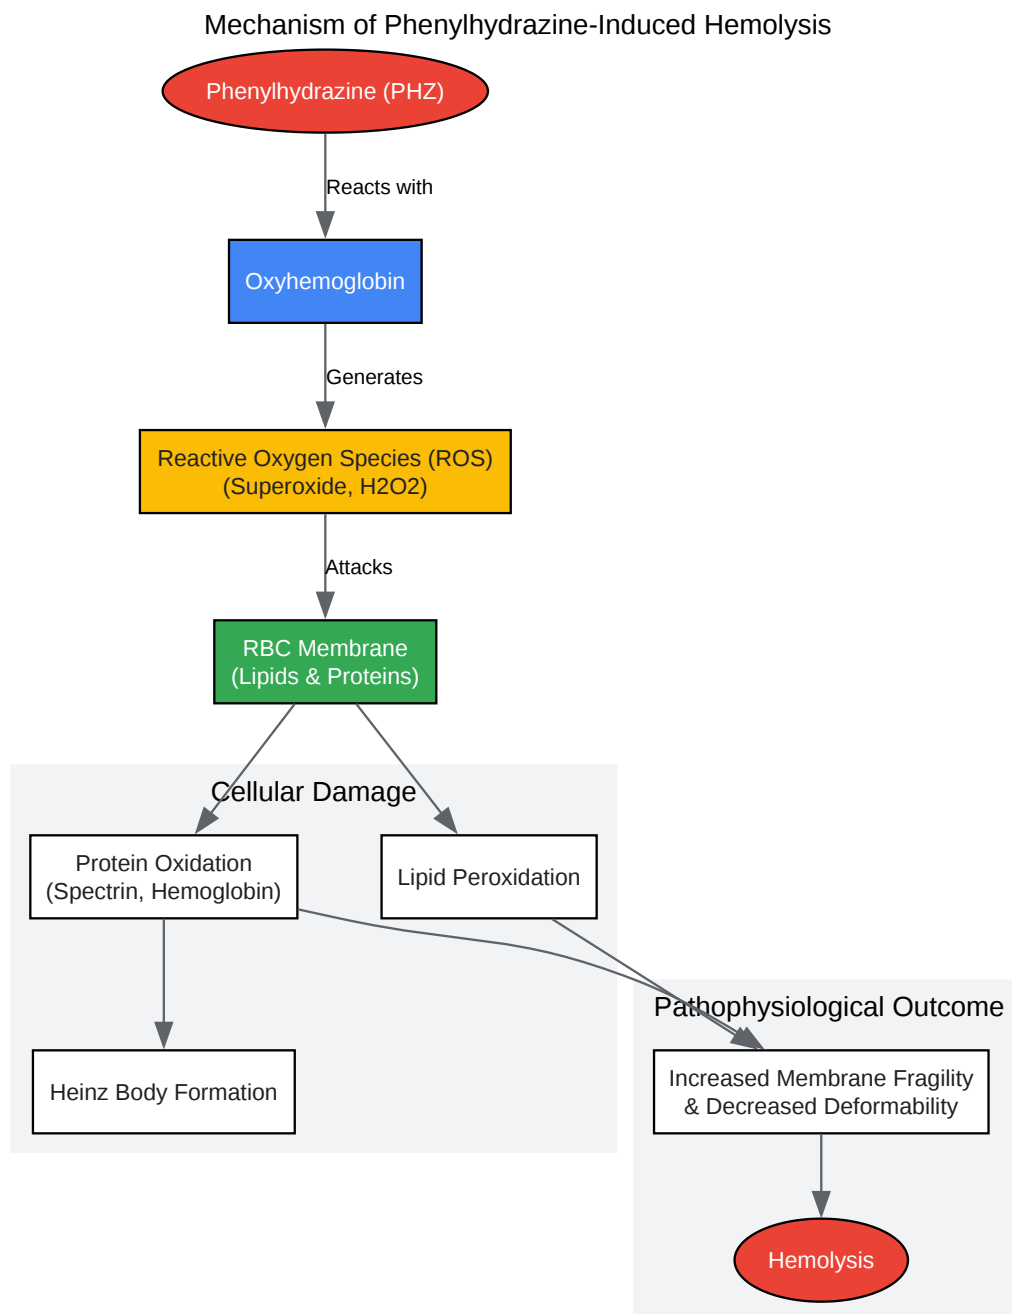 Mechanism of Phenylhydrazine-Induced Hemolysis
Phenylhydrazine (PHZ)
Reacts with
Oxyhemoglobin
Generates
Reactive Oxygen Species (ROS)
(Superoxide, H2O2)
Attacks
RBC Membrane
(Lipids & Proteins)
Cellular Damage
Protein Oxidation
(Spectrin, Hemoglobin)
Lipid Peroxidation
Heinz Body Formation
Pathophysiological Outcome
Increased Membrane Fragility
& Decreased Deformability
Hemolysis